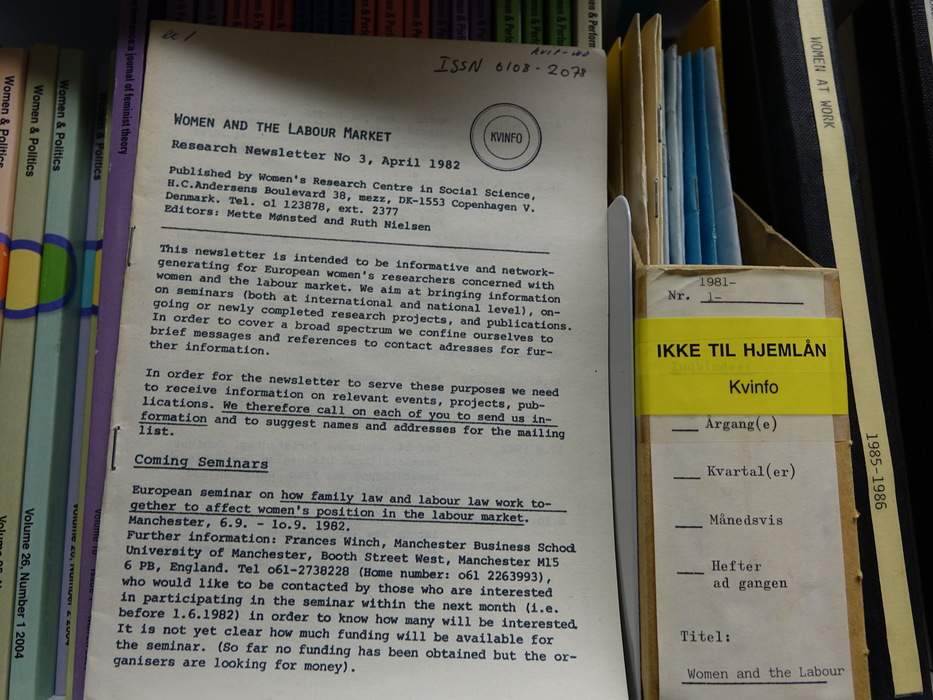 Women & Politics
Women & Politics
Women & Politics
Volume 26, Number 1 2004
a journal of feminist theory
ISSN 0108-2078
KVINFO
WOMEN AND THE LABOUR MARKET
Research Newsletter No 3, April 1982
Published by Women's Research Centre in Social Science,
H.C.Andersens Boulevard 38, mezz, DK-1553 Copenhagen V.
Denmark. Tel. o1 123878, ext. 2377
Editors: Mette Mønsted and Ruth Nielsen
This newsletter is intended to be informative and network-
generating for European women's researchers concerned with
women and the labour market. We aim at bringing information
on seminars (both at international and national level), on-
going or newly completed research projects, and publications.
In order to cover a broad spectrum we confine ourselves to
brief messages and references to contact adresses for fur-
ther information.
In order for the newsletter to serve these purposes we need
to receive information on relevant events, projects, pub-
lications. We therefore call on each of you to send us in-
formation and to suggest names and addresses for the mailing
list.
Coming Seminars
European seminar on how family law and labour law work to-
gether to affect women's position in the labour market.
Manchester, 6.9. - 1o.9. 1982.
Further information: Frances Winch, Manchester Business School
University of Manchester, Booth Street West, Manchester M15
6 PB, England. Tel o61-2738228 (Home number: o61 2263993),
who would like to be contacted by those who are interested
in participating in the seminar within the next month (i.e.
before 1.6.1982) in order to know how many will be interested.
It is not yet clear how much funding will be available for
the seminar. (So far no funding has been obtained but the or-
ganisers are looking for money).
1981-
Nr. 1-
IKKE TIL HJEMLÅN
Kvinfo
Årgang(e)
Kvartal(er)
Månedsvis
Hefter
ad gangen
Titel:
Women and the Labour
WOMEN AT WORK
1985-1986